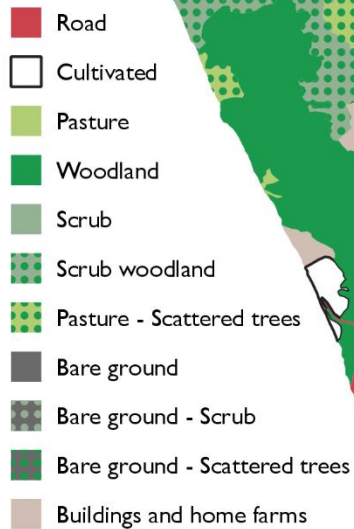 Road
Cultivated
Pasture
Woodland
Scrub
Scrub woodland
Pasture - Scattered trees
Bare ground
Bare ground - Scrub
Bare ground - Scattered trees
Buildings and home farms